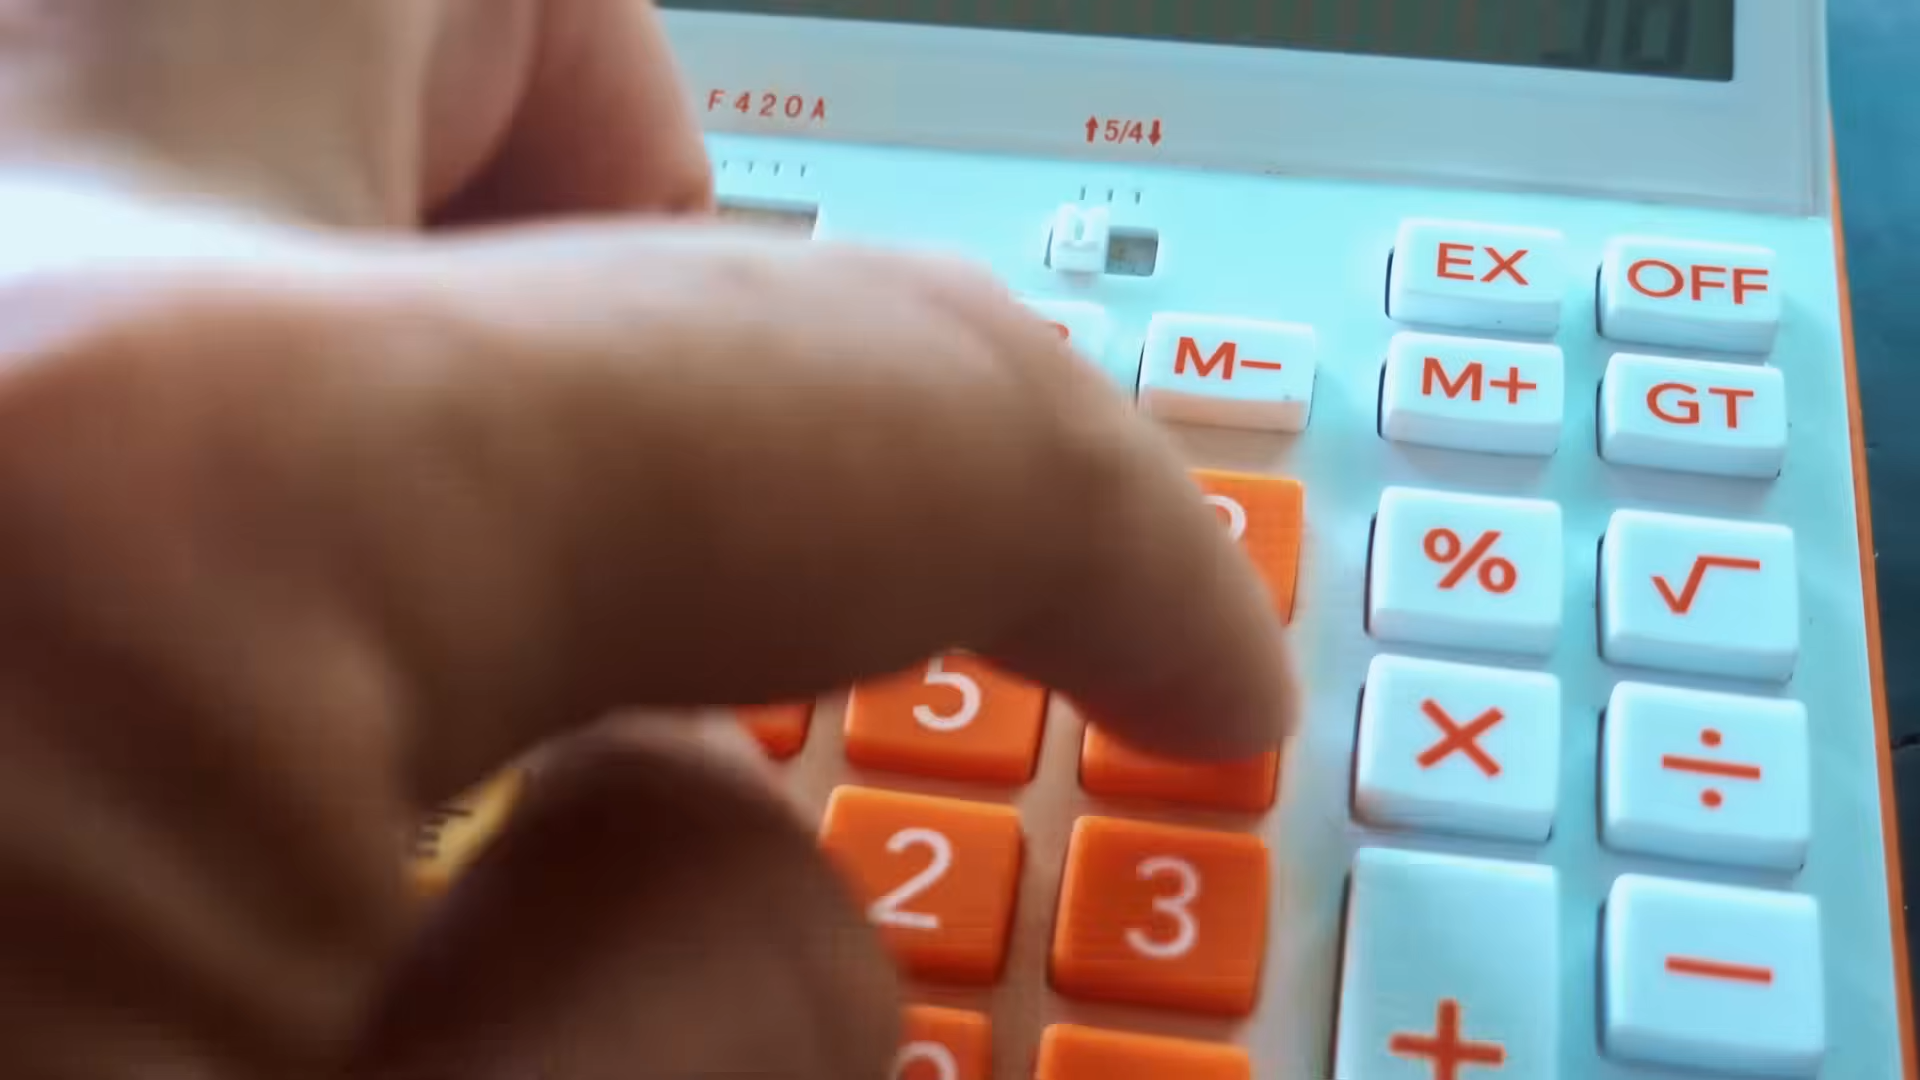 F420A
↑5/4↓
EX OFF
M− M+ GT
% √
5 × ÷
2 3 −
+